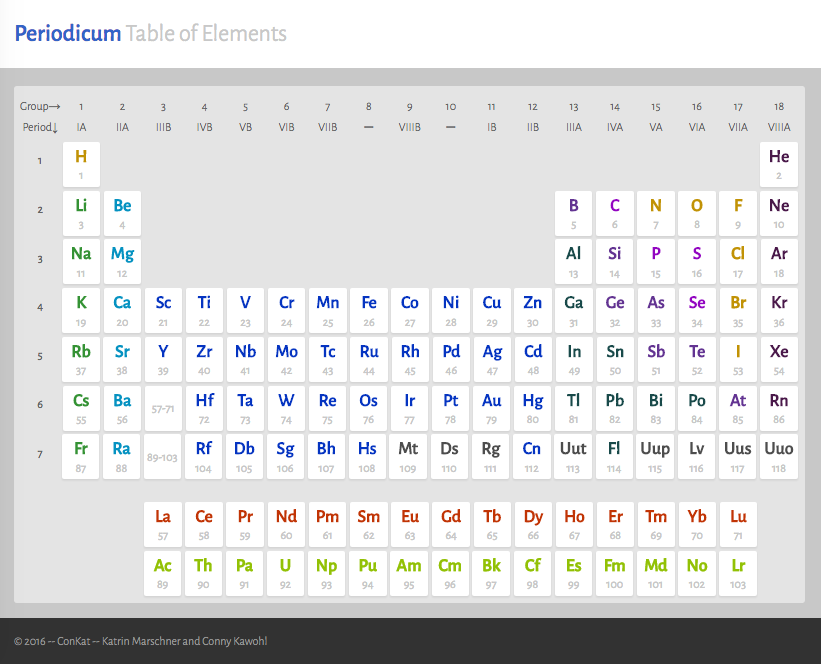 Periodicum Table of Elements
Group→ 1 2 3 4 5 6 7 8 9 10 11 12 13 14 15 16 17 18
Period↓ IA IIA IIIB IVB VB VIB VIIB — VIIIB — IB IIB IIIA IVA VA VIA VIIA VIIIA
1 H He
1 2
2 Li Be B C N O F Ne
3 4 5 6 7 8 9 10
3 Na Mg Al Si P S Cl Ar
11 12 13 14 15 16 17 18
4 K Ca Sc Ti V Cr Mn Fe Co Ni Cu Zn Ga Ge As Se Br Kr
19 20 21 22 23 24 25 26 27 28 29 30 31 32 33 34 35 36
5 Rb Sr Y Zr Nb Mo Tc Ru Rh Pd Ag Cd In Sn Sb Te I Xe
37 38 39 40 41 42 43 44 45 46 47 48 49 50 51 52 53 54
6 Cs Ba 57-71 Hf Ta W Re Os Ir Pt Au Hg Tl Pb Bi Po At Rn
55 56 72 73 74 75 76 77 78 79 80 81 82 83 84 85 86
7 Fr Ra 89-103 Rf Db Sg Bh Hs Mt Ds Rg Cn Uut Fl Uup Lv Uus Uuo
87 88 104 105 106 107 108 109 110 111 112 113 114 115 116 117 118
La Ce Pr Nd Pm Sm Eu Gd Tb Dy Ho Er Tm Yb Lu
57 58 59 60 61 62 63 64 65 66 67 68 69 70 71
Ac Th Pa U Np Pu Am Cm Bk Cf Es Fm Md No Lr
89 90 91 92 93 94 95 96 97 98 99 100 101 102 103
© 2016 -- ConKat -- Katrin Marschner and Conny Kawohl